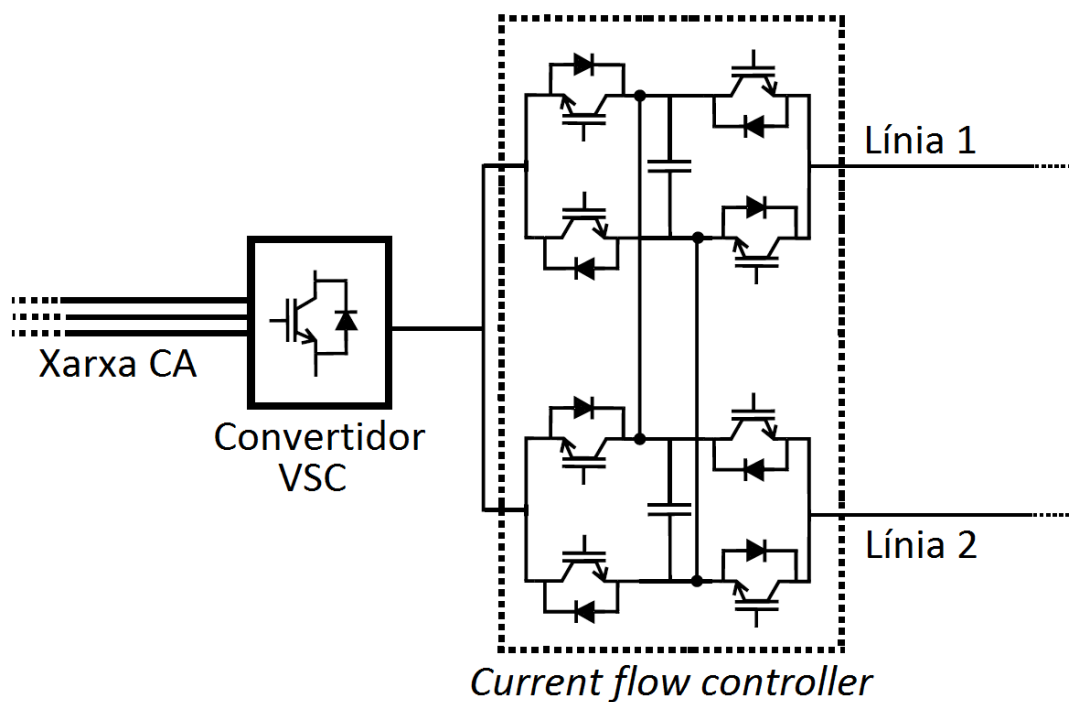 Línia 1
Xarxa CA
Convertidor
VSC
Línia 2
Current flow controller